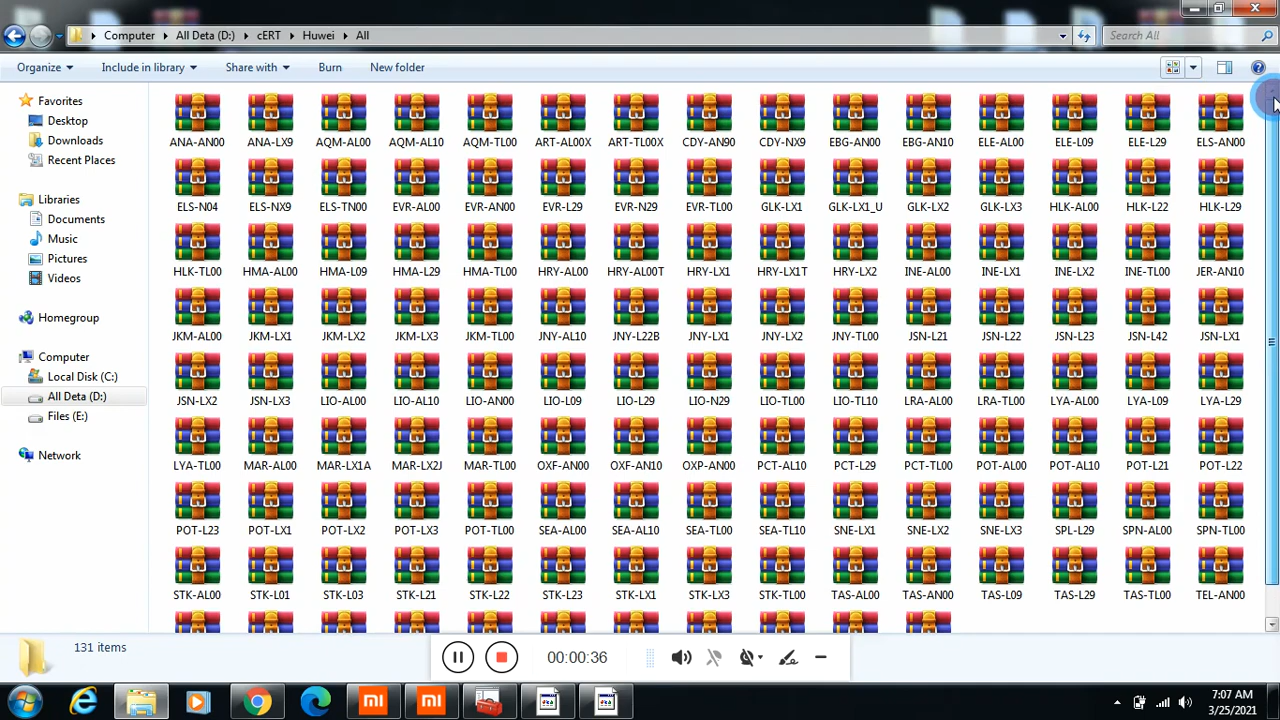 Computer All Deta (D:) cERT Huwei All
Search All
Organize Include in library Share with Burn New folder
Favorites
Desktop
Downloads
Recent Places
Libraries
Documents
Music
Pictures
Videos
Homegroup
Computer
Local Disk (C:)
All Deta (D:)
Files (E:)
Network
ANA-AN00 ANA-LX9 AQM-AL00 AQM-AL10 AQM-TL00 ART-AL00X ART-TL00X CDY-AN90 CDY-NX9 EBG-AN00 EBG-AN10 ELE-AL00 ELE-L09 ELE-L29 ELS-AN00
ELS-N04 ELS-NX9 ELS-TN00 EVR-AL00 EVR-AN00 EVR-L29 EVR-N29 EVR-TL00 GLK-LX1 GLK-LX1_U GLK-LX2 GLK-LX3 HLK-AL00 HLK-L22 HLK-L29
HLK-TL00 HMA-AL00 HMA-L09 HMA-L29 HMA-TL00 HRY-AL00 HRY-AL00T HRY-LX1 HRY-LX1T HRY-LX2 INE-AL00 INE-LX1 INE-LX2 INE-TL00 JER-AN10
JKM-AL00 JKM-LX1 JKM-LX2 JKM-LX3 JKM-TL00 JNY-AL10 JNY-L22B JNY-LX1 JNY-LX2 JNY-TL00 JSN-L21 JSN-L22 JSN-L23 JSN-L42 JSN-LX1
JSN-LX2 JSN-LX3 LIO-AL00 LIO-AL10 LIO-AN00 LIO-L09 LIO-L29 LIO-N29 LIO-TL00 LIO-TL10 LRA-AL00 LRA-TL00 LYA-AL00 LYA-L09 LYA-L29
LYA-TL00 MAR-AL00 MAR-LX1A MAR-LX2J MAR-TL00 OXF-AN00 OXF-AN10 OXP-AN00 PCT-AL10 PCT-L29 PCT-TL00 POT-AL00 POT-AL10 POT-L21 POT-L22
POT-L23 POT-LX1 POT-LX2 POT-LX3 POT-TL00 SEA-AL00 SEA-AL10 SEA-TL00 SEA-TL10 SNE-LX1 SNE-LX2 SNE-LX3 SPL-L29 SPN-AL00 SPN-TL00
STK-AL00 STK-L01 STK-L03 STK-L21 STK-L22 STK-L23 STK-LX1 STK-LX3 STK-TL00 TAS-AL00 TAS-AN00 TAS-L09 TAS-L29 TAS-TL00 TEL-AN00
131 items
00:00:36
7:07 AM
3/25/2021